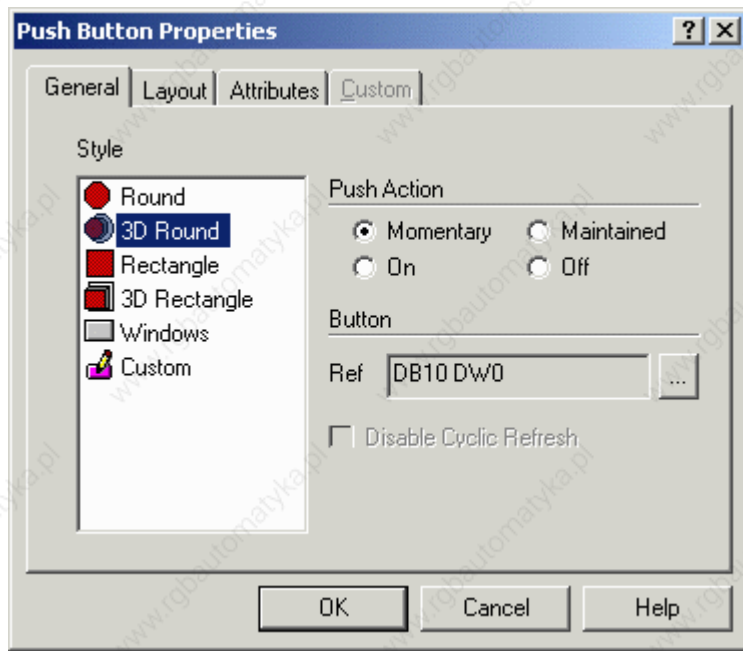 Push Button Properties
General Layout Attributes Custom
Style
Round
3D Round
Rectangle
3D Rectangle
Windows
Custom
Push Action
Momentary Maintained
On Off
Button
Ref DB10 DW0 ...
Disable Cyclic Refresh
OK Cancel Help
www.rgbautomatyka.pl